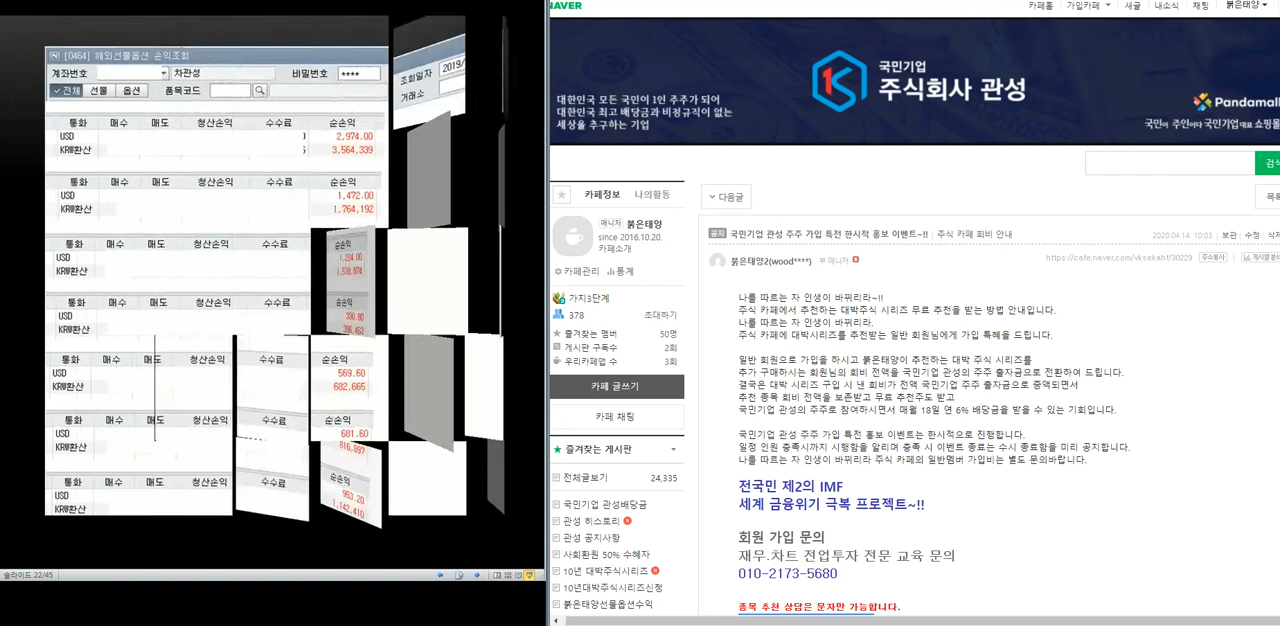 [0464] 해외선물옵션 손익조회
계좌번호 차관성 비밀번호 ****
전체 선물 옵션 품목코드
조회일자 2019/
거래소
통화 매수 매도 청산손익 수수료 순손익
USD 2,974.00
KRW환산 3,564,339
통화 매수 매도 청산손익 수수료 순손익
USD 1,472.00
KRW환산 1,764,192
통화 매수 매도 청산손익 수수료 순손익
USD 1,284.00
KRW환산 1,538,874
통화 매수 매도 청산손익 수수료 순손익
USD 330.80
KRW환산 396,463
통화 매수 매도 청산손익 수수료 순손익
USD 569.60
KRW환산 682,665
통화 매수 매도 청산손익 수수료 순손익
USD 681.60
KRW환산 816,897
통화 매수 매도 청산손익 수수료 순손익
USD 953.20
KRW환산 1,142,410
슬라이드 22/45
NAVER
카페홈 가입카페 새글 내소식 채팅 붉은태양
대한민국 모든 국민이 1인 주주가 되어
대한민국 최고 배당금과 비정규직이 없는
세상을 추구하는 기업
국민기업
주식회사 관성
Pandamall
국민이 주인이다 국민기업 대표 쇼핑몰
검색
카페정보 나의활동
매니저 붉은태양
since 2016.10.20.
카페소개
카페관리 통계
가지3단계
378 초대하기
즐겨찾는 멤버 50명
게시판 구독수 2회
우리카페앱 수 3회
카페 글쓰기
카페 채팅
즐겨찾는 게시판
전체글보기 24,335
국민기업 관성배당금
관성 히스토리
관성 공지사항
사회환원 50% 수혜자
10년 대박주식시리즈
10년대박주식시리즈신청
붉은태양선물옵션수익
다음글
목록
공지 국민기업 관성 주주 가입 특전 한시적 홍보 이벤트~!! | 주식 카페 회비 안내
2020.04.14. 10:03 보관 수정 삭제
붉은태양2(wood****) 부매니저
https://cafe.naver.com/vksekahf/30229 주소복사 게시물분석
나를 따르는 자 인생이 바뀌리라~!!
주식 카페에서 추천하는 대박주식 시리즈 무료 추천을 받는 방법 안내입니다.
나를 따르는 자 인생이 바뀌리라.
주식 카페에 대박시리즈를 추천받는 일반 회원님에게 가입 특혜를 드립니다.
일반 회원으로 가입을 하시고 붉은태양이 추천하는 대박 주식 시리즈를
추가 구매하시는 회원님의 회비 전액을 국민기업 관성의 주주 출자금으로 전환하여 드립니다.
결국은 대박 시리즈 구입 시 낸 회비가 전액 국민기업 주주 출자금으로 증액되면서
추천 종목 회비 전액을 보존받고 무료 추천주도 받고
국민기업 관성의 주주로 참여하시면서 매월 18일 연 6% 배당금을 받을 수 있는 기회입니다.
국민기업 관성 주주 가입 특전 홍보 이벤트는 한시적으로 진행합니다.
일정 인원 충족시까지 시행함을 알리며 충족 시 이벤트 종료는 수시 종료함을 미리 공지합니다.
나를 따르는 자 인생이 바뀌리라 주식 카페의 일반멤버 가입비는 별도 문의바랍니다.
전국민 제2의 IMF
세계 금융위기 극복 프로젝트~!!
회원 가입 문의
재무.차트 전업투자 전문 교육 문의
010-2173-5680
종목 추천 상담은 문자만 가능합니다.